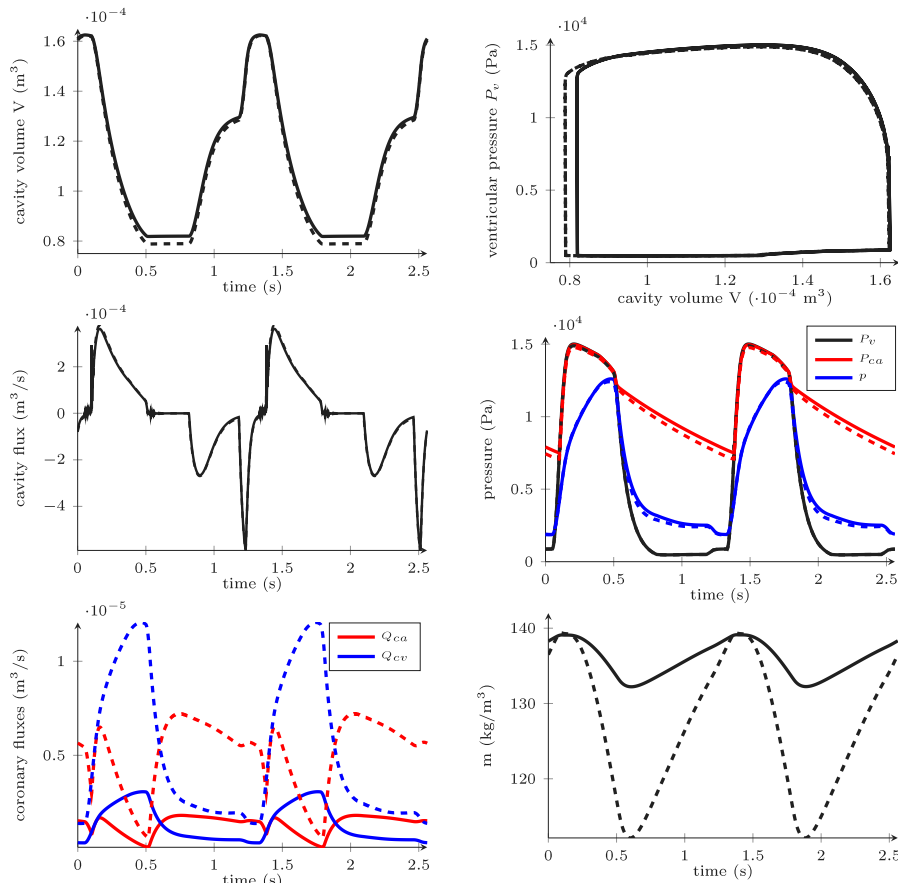 ·10⁻⁴
1.6
1.4
1.2
1
0.8
cavity volume V (m³)
0 0.5 1 1.5 2 2.5
time (s)
·10⁴
1.5
1
0.5
0
ventricular pressure Pᵥ (Pa)
0.8 1 1.2 1.4 1.6
cavity volume V (·10⁻⁴ m³)
·10⁻⁴
2
0
−2
−4
cavity flux (m³/s)
0 0.5 1 1.5 2 2.5
time (s)
·10⁴
1.5
1
0.5
0
pressure (Pa)
P_v
P_ca
p
0 0.5 1 1.5 2 2.5
time (s)
·10⁻⁵
1
0.5
coronary fluxes (m³/s)
Q_ca
Q_cv
0 0.5 1 1.5 2 2.5
time (s)
140
130
120
m (kg/m³)
0 0.5 1 1.5 2 2.5
time (s)